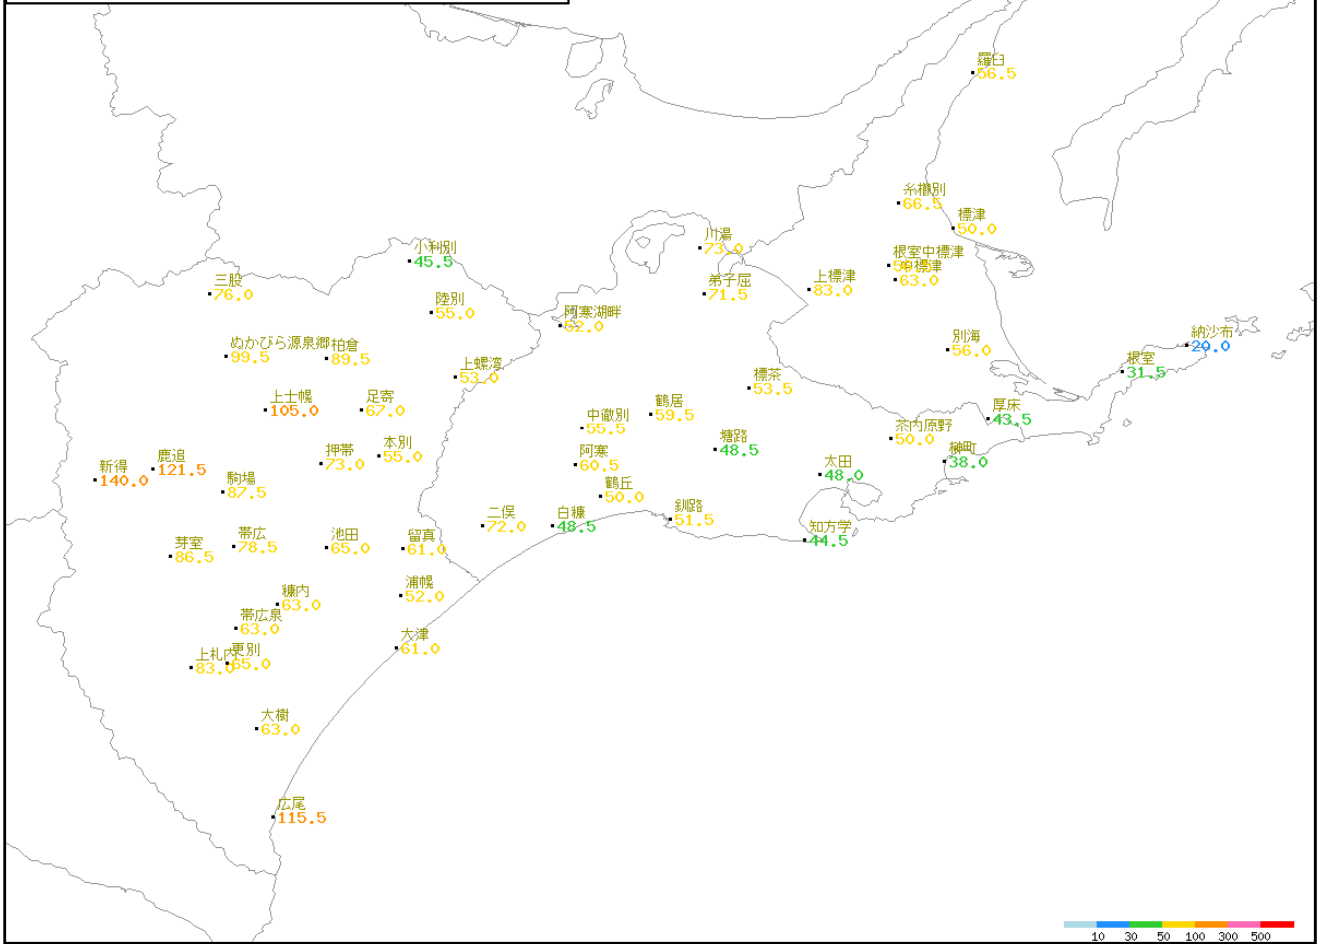 羅臼
56.5
糸櫛別
66.5
標津
50.0
川湯
73.0
小利別
45.5
根室中標津
中標津
63.0
三股
76.0
弟子屈
71.5
上標津
83.0
陸別
55.0
阿寒湖畔
納沙布
20.0
ぬかびら源泉郷
99.5
柏倉
89.5
別海
56.0
根室
31.5
上螺湾
53.0
標茶
53.5
上士幌
105.0
足寄
67.0
鶴居
59.5
厚床
43.5
中徹別
55.5
茶内原野
50.0
塘路
48.5
本別
55.0
押帯
73.0
阿寒
60.5
榊町
38.0
鹿追
121.5
新得
140.0
太田
48.0
駒場
87.5
鶴丘
50.0
二俣
72.0
白糠
48.5
釧路
51.5
知方学
44.5
芽室
86.5
帯広
78.5
池田
65.0
留真
61.0
浦幌
52.0
糠内
63.0
帯広泉
63.0
大津
61.0
上札内
83.0
更別
65.0
大樹
63.0
広尾
115.5
10 30 50 100 300 500